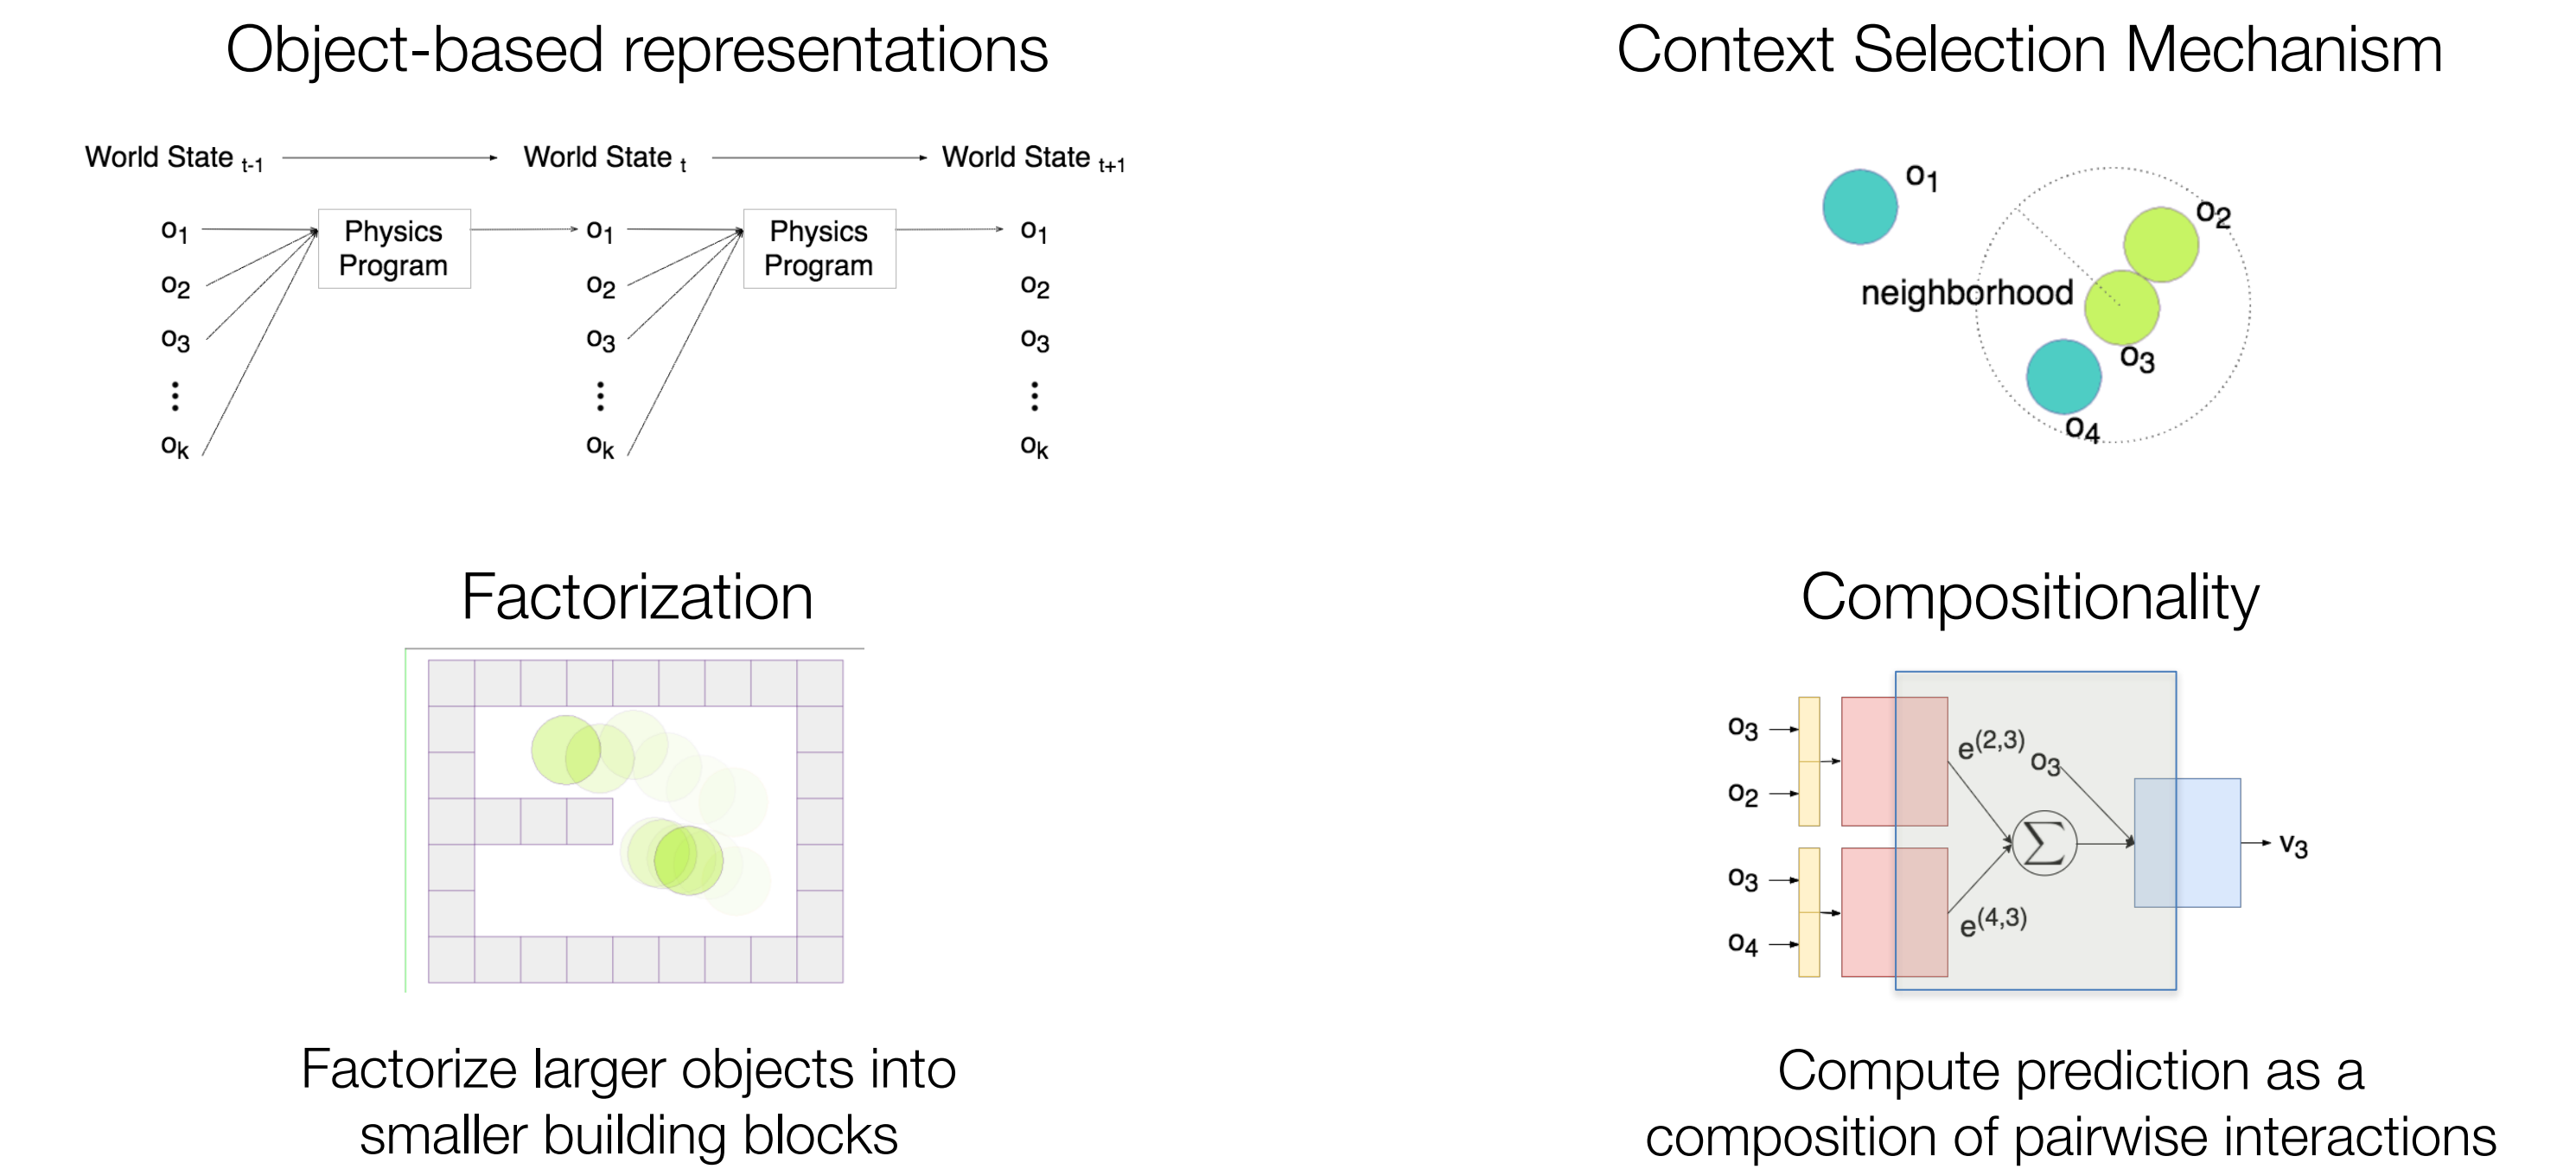 Object-based representations
World State t-1
World State t
World State t+1
o1
o2
o3
ok
Physics
Program
o1
o2
o3
ok
Physics
Program
o1
o2
o3
ok
Context Selection Mechanism
o1
o2
neighborhood
o3
o4
Factorization
Factorize larger objects into
smaller building blocks
Compositionality
o3
o2
o3
o4
e(2,3)
o3
e(4,3)
∑
v3
Compute prediction as a
composition of pairwise interactions